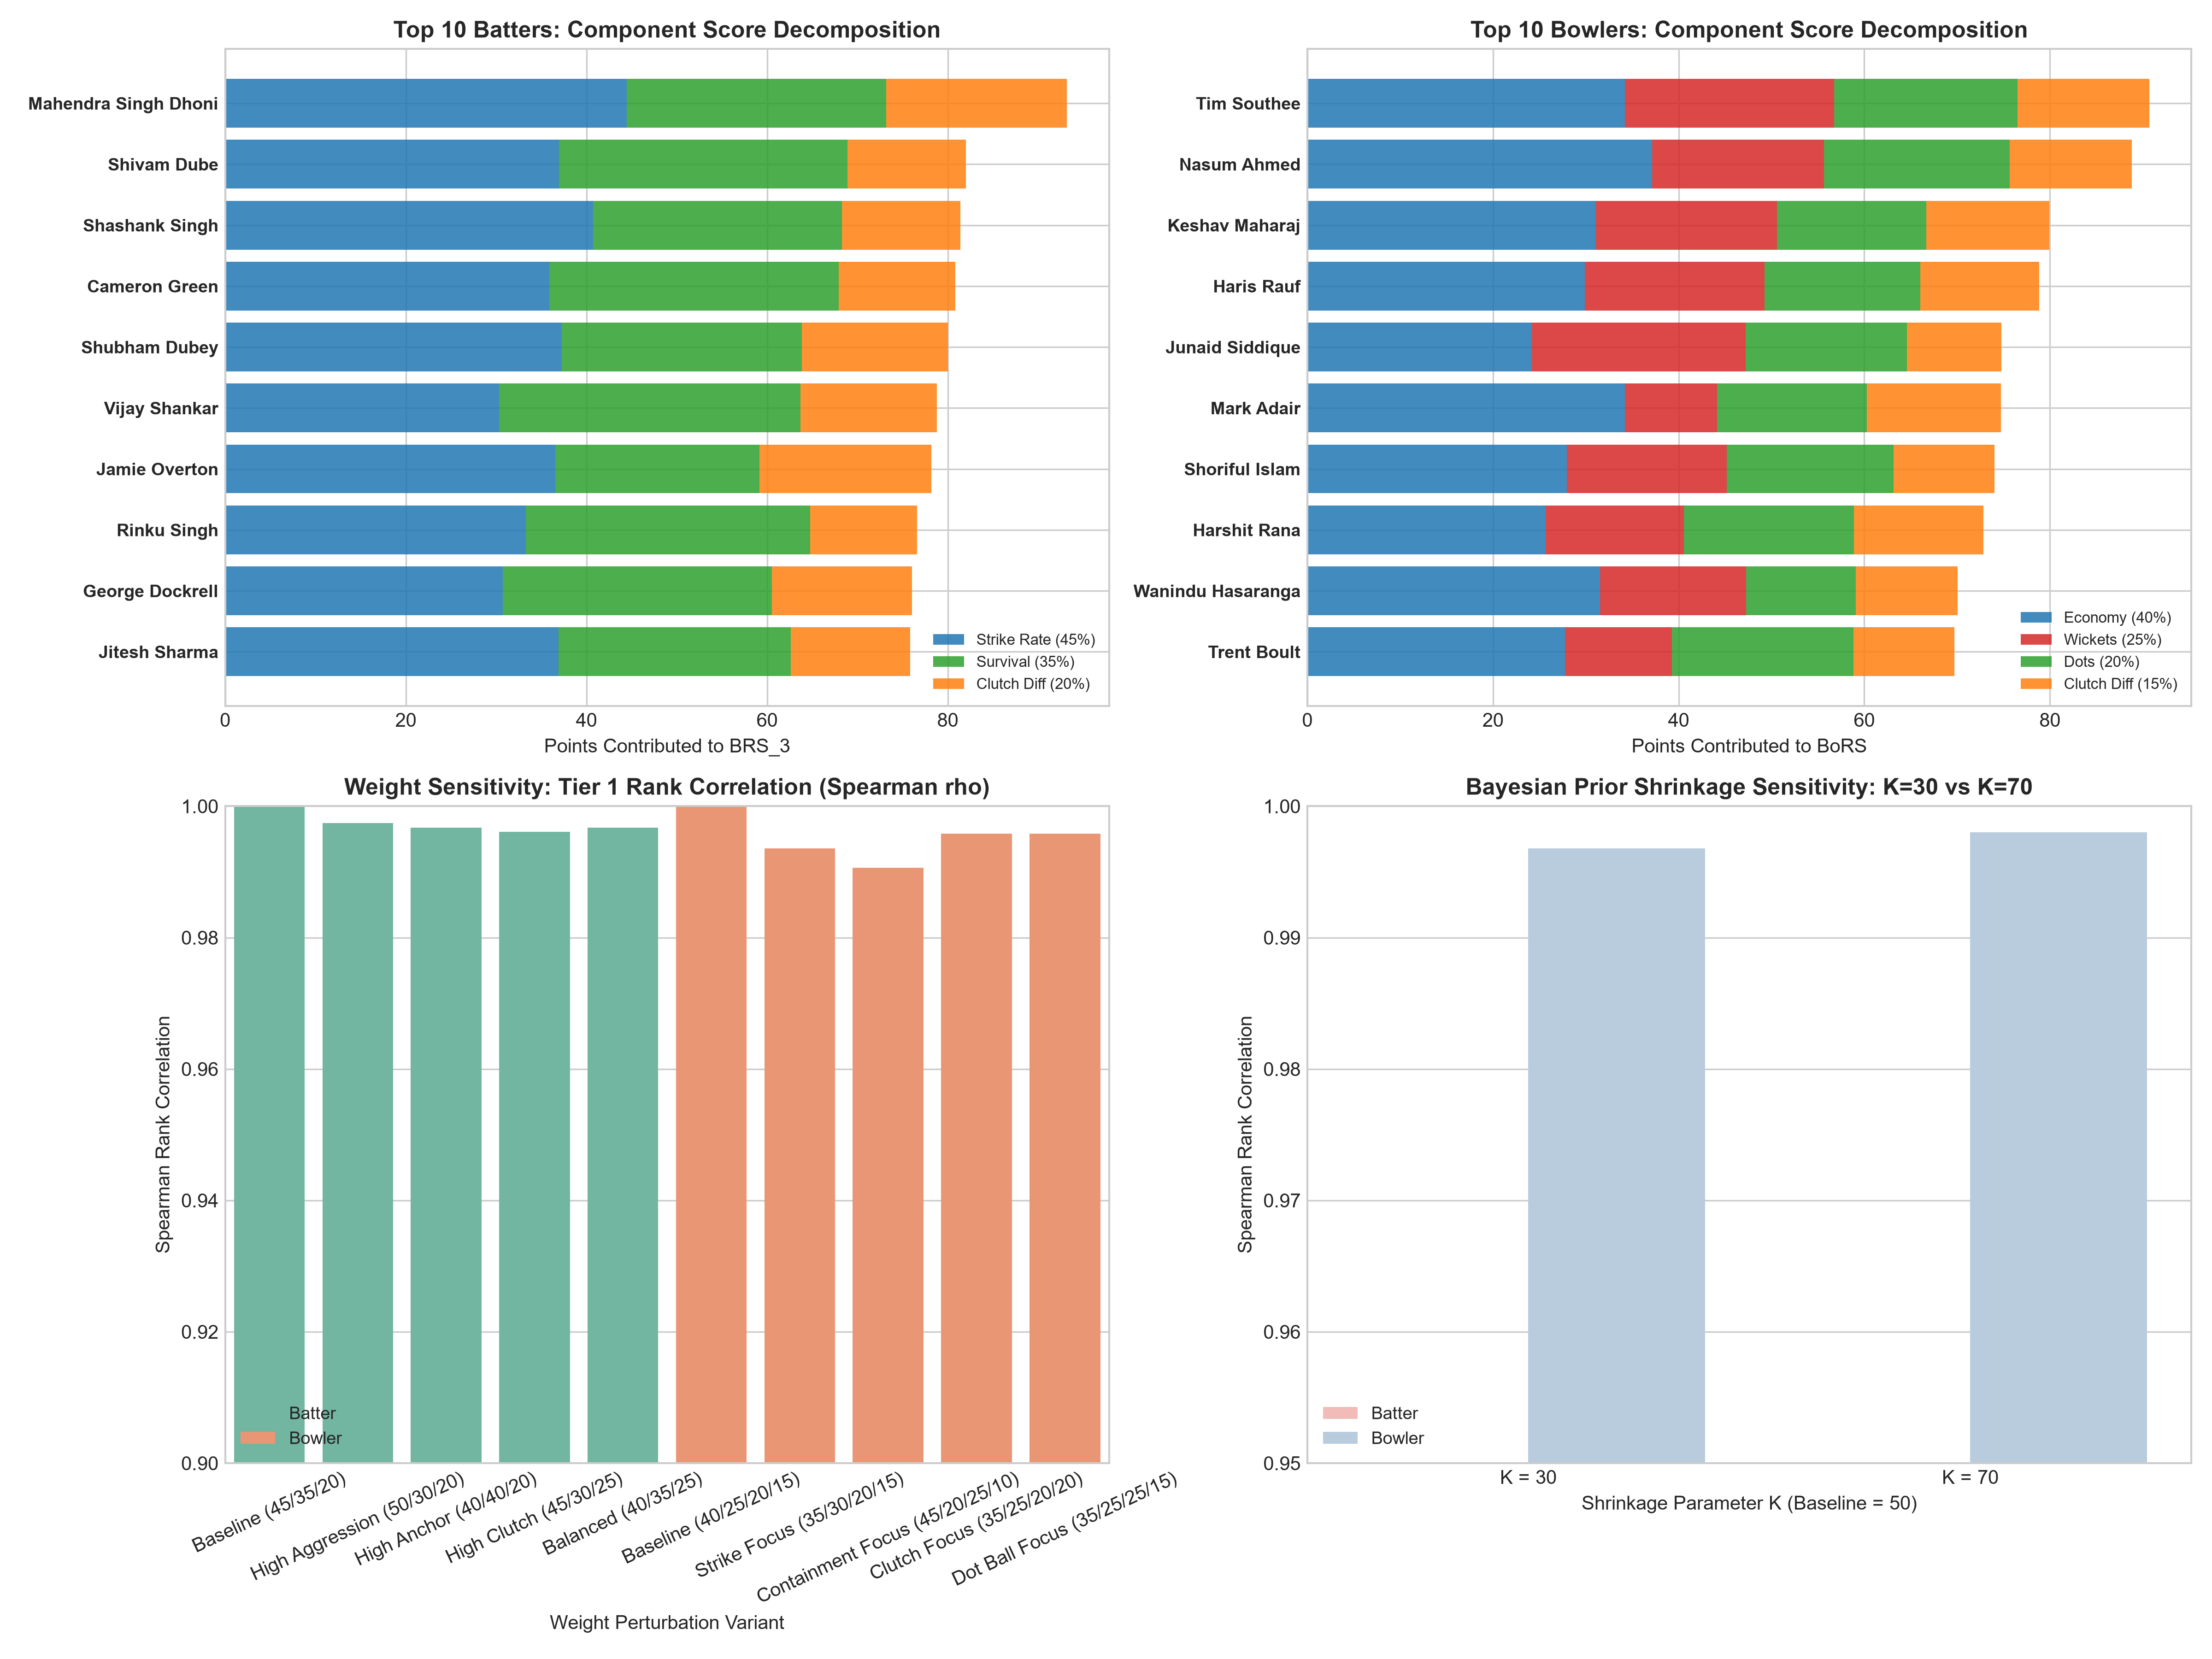 Top 10 Batters: Component Score Decomposition
Mahendra Singh Dhoni
Shivam Dube
Shashank Singh
Cameron Green
Shubham Dubey
Vijay Shankar
Jamie Overton
Rinku Singh
George Dockrell
Jitesh Sharma
Strike Rate (45%)
Survival (35%)
Clutch Diff (20%)
0 20 40 60 80
Points Contributed to BRS_3
Top 10 Bowlers: Component Score Decomposition
Tim Southee
Nasum Ahmed
Keshav Maharaj
Haris Rauf
Junaid Siddique
Mark Adair
Shoriful Islam
Harshit Rana
Wanindu Hasaranga
Trent Boult
Economy (40%)
Wickets (25%)
Dots (20%)
Clutch Diff (15%)
0 20 40 60 80
Points Contributed to BoRS
Weight Sensitivity: Tier 1 Rank Correlation (Spearman rho)
Spearman Rank Correlation
1.00
0.98
0.96
0.94
0.92
0.90
Batter
Bowler
Baseline (45/35/20)
High Aggression (50/30/20)
High Anchor (40/40/20)
High Clutch (45/30/25)
Balanced (40/35/25)
Baseline (40/25/20/15)
Strike Focus (35/30/20/15)
Containment Focus (45/20/25/10)
Clutch Focus (35/25/20/20)
Dot Ball Focus (35/25/25/15)
Weight Perturbation Variant
Bayesian Prior Shrinkage Sensitivity: K=30 vs K=70
Spearman Rank Correlation
1.00
0.99
0.98
0.97
0.96
0.95
Batter
Bowler
K = 30 K = 70
Shrinkage Parameter K (Baseline = 50)